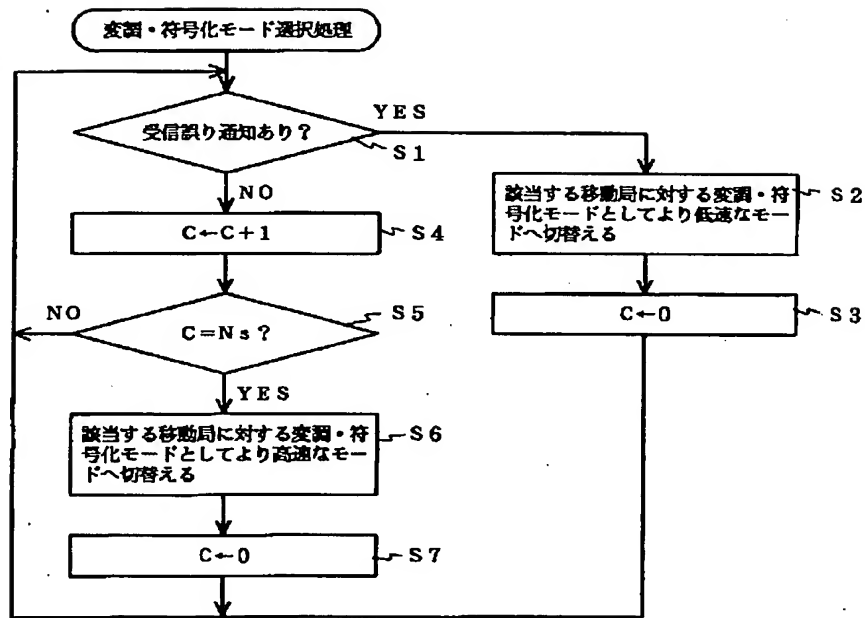 変調・符号化モード選択処理
YES
受信誤り通知あり?
S1
NO
該当する移動局に対する変調・符
号化モードとしてより低速なモー
ドへ切替える
S2
C←C+1
S4
C←0
S3
NO
C=Ns?
S5
YES
該当する移動局に対する変調・符
号化モードとしてより高速なモー
ドへ切替える
S6
C←0
S7